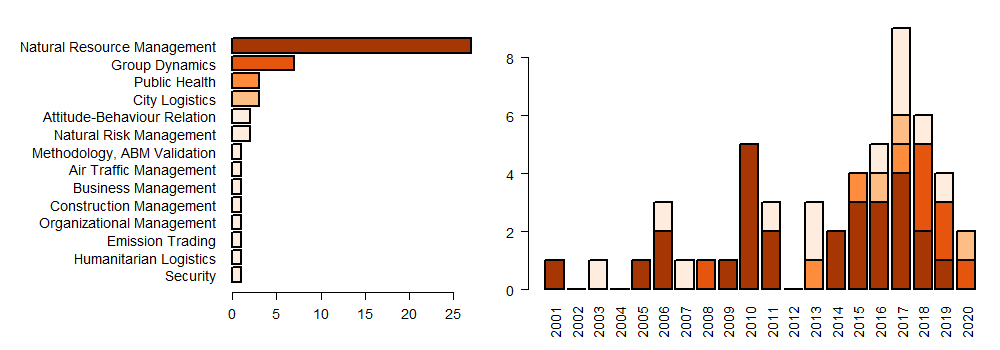 Natural Resource Management
Group Dynamics
Public Health
City Logistics
Attitude-Behaviour Relation
Natural Risk Management
Methodology, ABM Validation
Air Traffic Management
Business Management
Construction Management
Organizational Management
Emission Trading
Humanitarian Logistics
Security
0 5 10 15 20 25
8
6
4
2
0
2001 2002 2003 2004 2005 2006 2007 2008 2009 2010 2011 2012 2013 2014 2015 2016 2017 2018 2019 2020